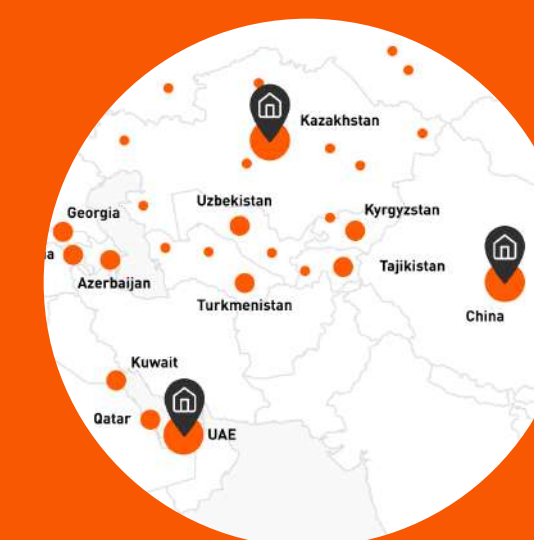 Kazakhstan
Uzbekistan
Kyrgyzstan
Georgia
a
Tajikistan
Azerbaijan
Turkmenistan
China
Kuwait
Qatar
UAE